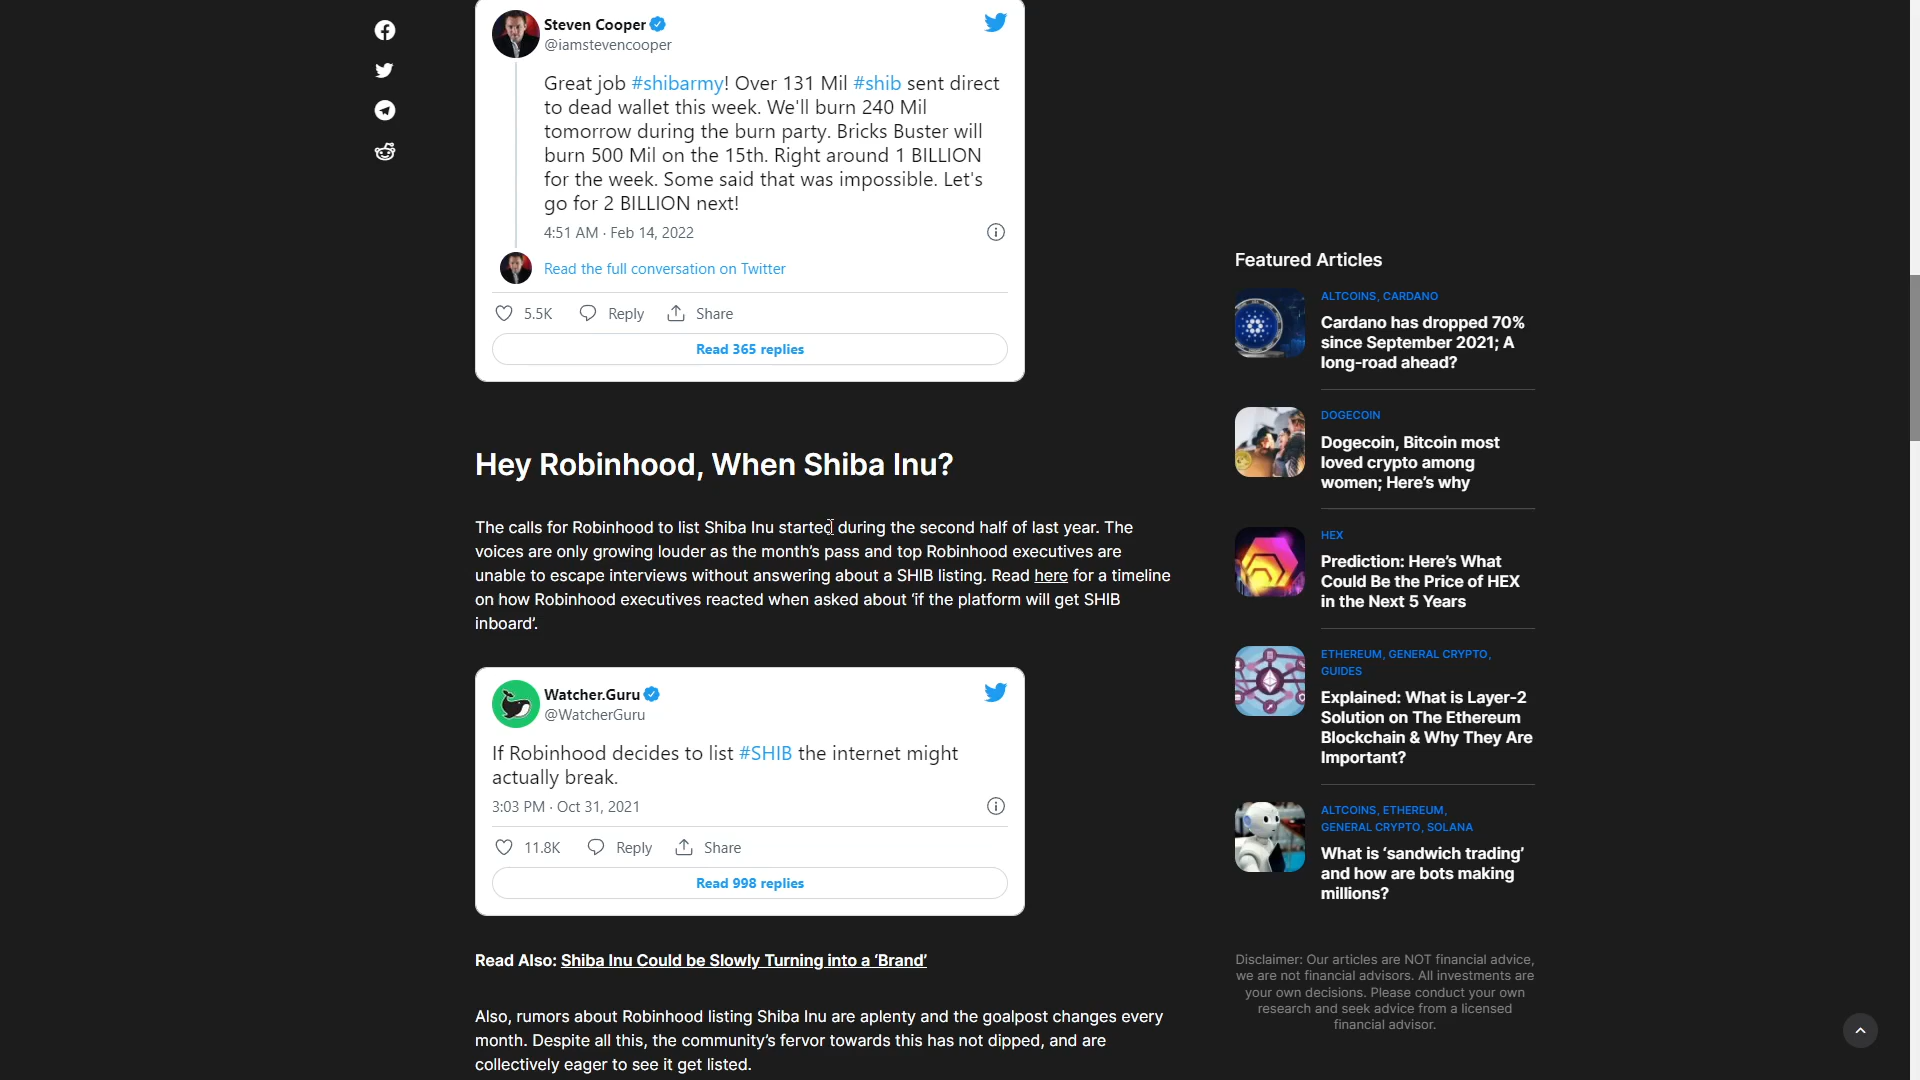 Steven Cooper
@iamstevencooper
Great job #shibarmy! Over 131 Mil #shib sent direct
to dead wallet this week. We'll burn 240 Mil
tomorrow during the burn party. Bricks Buster will
burn 500 Mil on the 15th. Right around 1 BILLION
for the week. Some said that was impossible. Let's
go for 2 BILLION next!
4:51 AM · Feb 14, 2022
Read the full conversation on Twitter
5.5K Reply Share
Read 365 replies
Hey Robinhood, When Shiba Inu?
The calls for Robinhood to list Shiba Inu started during the second half of last year. The
voices are only growing louder as the month's pass and top Robinhood executives are
unable to escape interviews without answering about a SHIB listing. Read here for a timeline
on how Robinhood executives reacted when asked about 'if the platform will get SHIB
inboard'.
Watcher.Guru
@WatcherGuru
If Robinhood decides to list #SHIB the internet might
actually break.
3:03 PM · Oct 31, 2021
11.8K Reply Share
Read 998 replies
Read Also: Shiba Inu Could be Slowly Turning into a 'Brand'
Also, rumors about Robinhood listing Shiba Inu are aplenty and the goalpost changes every
month. Despite all this, the community's fervor towards this has not dipped, and are
collectively eager to see it get listed.
Featured Articles
ALTCOINS, CARDANO
Cardano has dropped 70%
since September 2021; A
long-road ahead?
DOGECOIN
Dogecoin, Bitcoin most
loved crypto among
women; Here's why
HEX
Prediction: Here's What
Could Be the Price of HEX
in the Next 5 Years
ETHEREUM, GENERAL CRYPTO,
GUIDES
Explained: What is Layer-2
Solution on The Ethereum
Blockchain & Why They Are
Important?
ALTCOINS, ETHEREUM,
GENERAL CRYPTO, SOLANA
What is 'sandwich trading'
and how are bots making
millions?
Disclaimer: Our articles are NOT financial advice,
we are not financial advisors. All investments are
your own decisions. Please conduct your own
research and seek advice from a licensed
financial advisor.